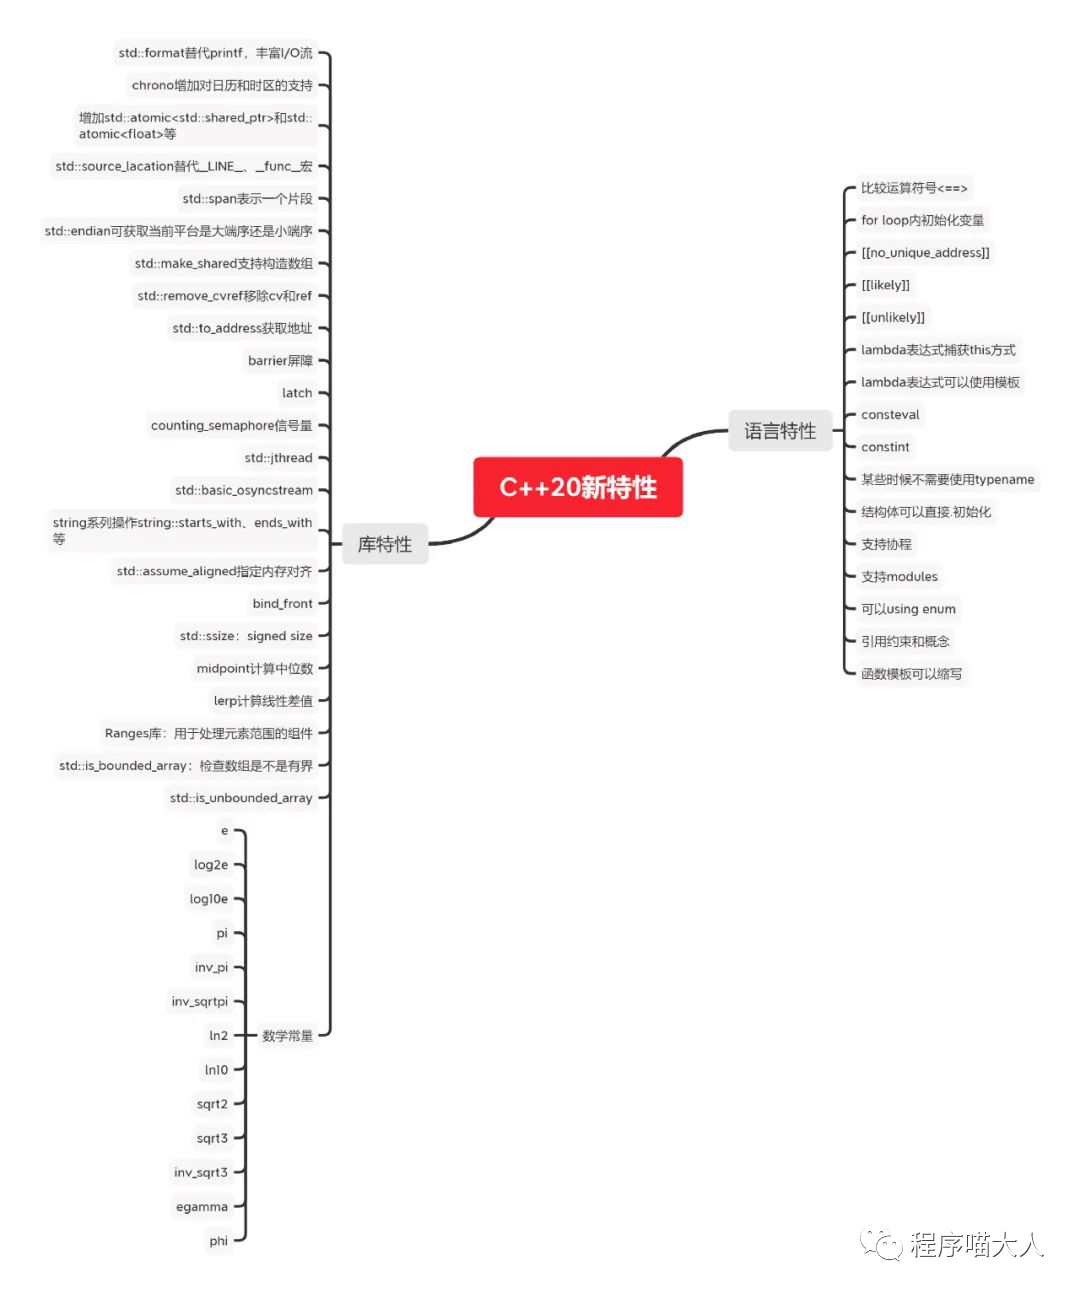 C++20新特性
语言特性
比较运算符号<==>
for loop内初始化变量
[[no_unique_address]]
[[likely]]
[[unlikely]]
lambda表达式捕获this方式
lambda表达式可以使用模板
consteval
constint
某些时候不需要使用typename
结构体可以直接.初始化
支持协程
支持modules
可以using enum
引用约束和概念
函数模板可以缩写
库特性
std::format替代printf，丰富I/O流
chrono增加对日历和时区的支持
增加std::atomic<std::shared_ptr>和std::
atomic<float>等
std::source_lacation替代__LINE__、__func__宏
std::span表示一个片段
std::endian可获取当前平台是大端序还是小端序
std::make_shared支持构造数组
std::remove_cvref移除cv和ref
std::to_address获取地址
barrier屏障
latch
counting_semaphore信号量
std::jthread
std::basic_osyncstream
string系列操作string::starts_with、ends_with
等
std::assume_aligned指定内存对齐
bind_front
std::ssize：signed size
midpoint计算中位数
lerp计算线性差值
Ranges库：用于处理元素范围的组件
std::is_bounded_array：检查数组是不是有界
std::is_unbounded_array
数学常量
e
log2e
log10e
pi
inv_pi
inv_sqrtpi
ln2
ln10
sqrt2
sqrt3
inv_sqrt3
egamma
phi
程序喵大人